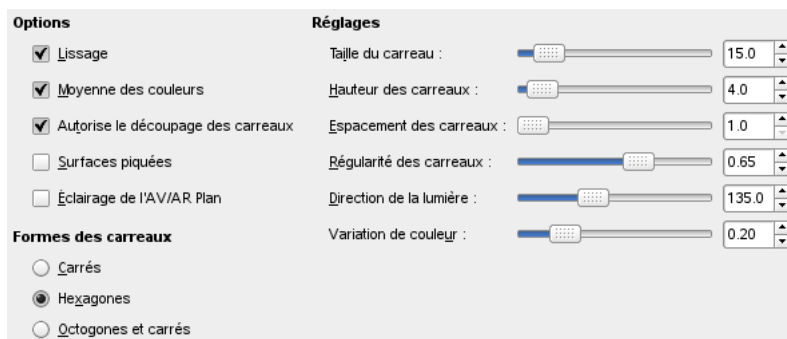 Options
Lissage
Moyenne des couleurs
Autorise le découpage des carreaux
Surfaces piquées
Éclairage de l'AV/AR Plan
Formes des carreaux
Carrés
Hexagones
Octogones et carrés
Réglages
Taille du carreau : 15.0
Hauteur des carreaux : 4.0
Espacement des carreaux : 1.0
Régularité des carreaux : 0.65
Direction de la lumière : 135.0
Variation de couleur : 0.20